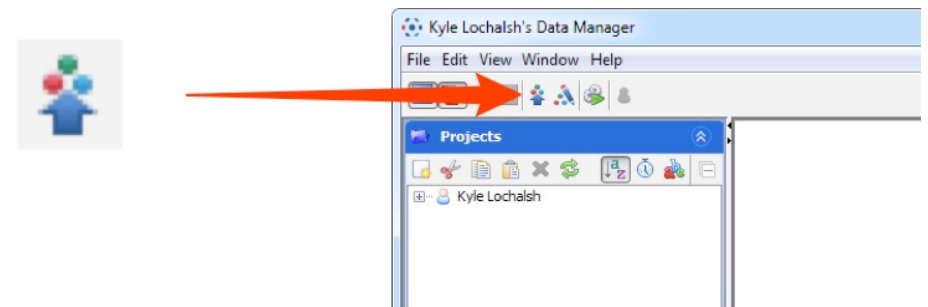 Kyle Lochalsh's Data Manager
File Edit View Window Help
Projects
a
z
Kyle Lochalsh